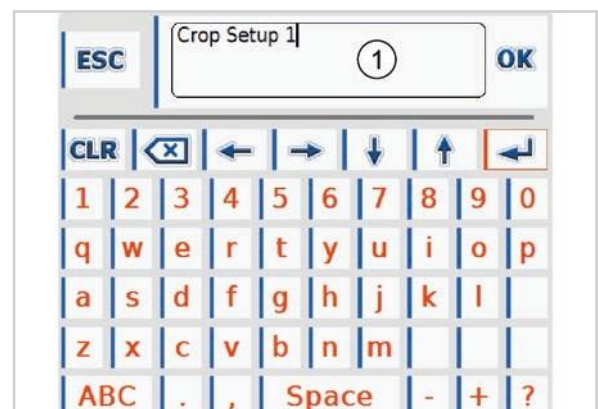 ESC Crop Setup 1 1 OK
CLR
1 2 3 4 5 6 7 8 9 0
q w e r t y u i o p
a s d f g h j k l
z x c v b n m
ABC . , Space - + ?